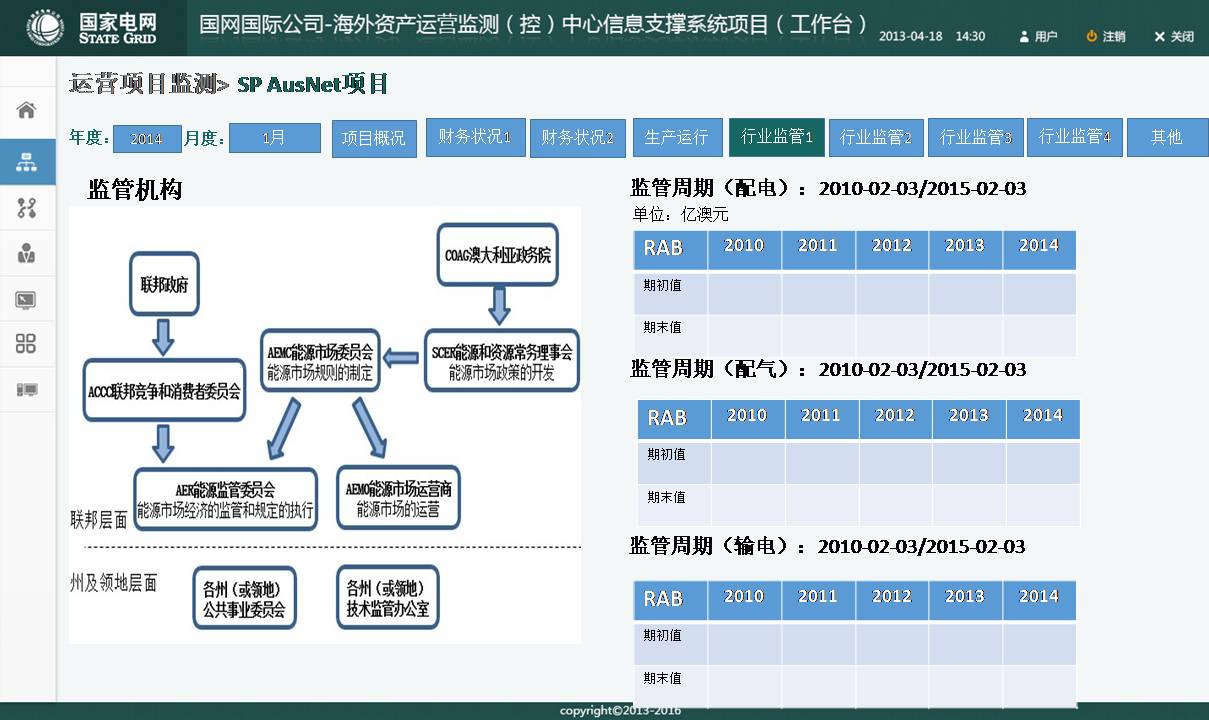 国家电网
STATE GRID
国网国际公司-海外资产运营监测（控）中心信息支撑系统项目（工作台）
2013-04-18 14:30
用户
注销
关闭
运营项目监测> SP AusNet项目
年度: 2014 月度: 1月
项目概况
财务状况1
财务状况2
生产运行
行业监管1
行业监管2
行业监管3
行业监管4
其他
监管机构
联邦政府
COAG澳大利亚政务院
AEMC能源市场委员会
能源市场规则的制定
SCER能源和资源常务理事会
能源市场政策的开发
ACCC联邦竞争和消费者委员会
AER能源监管委员会
能源市场经济的监管和规定的执行
AEMO能源市场运营商
能源市场的运营
联邦层面
州及领地层面
各州（或领地）
公共事业委员会
各州（或领地）
技术监管办公室
监管周期（配电）: 2010-02-03/2015-02-03
单位: 亿澳元
RAB 2010 2011 2012 2013 2014
期初值
期末值
监管周期（配气）: 2010-02-03/2015-02-03
RAB 2010 2011 2012 2013 2014
期初值
期末值
监管周期（输电）: 2010-02-03/2015-02-03
RAB 2010 2011 2012 2013 2014
期初值
期末值
copyright©2013-2016